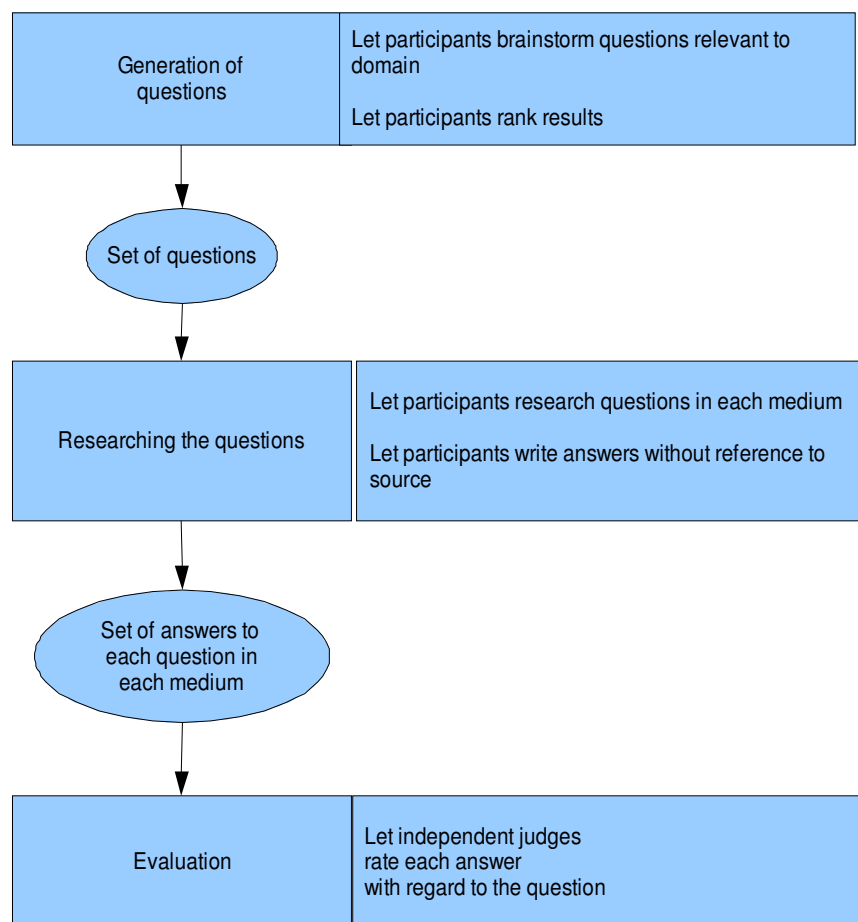 Generation of
questions
Let participants brainstorm questions relevant to
domain
Let participants rank results
Set of questions
Researching the questions
Let participants research questions in each medium
Let participants write answers without reference to
source
Set of answers to
each question in
each medium
Evaluation
Let independent judges
rate each answer
with regard to the question